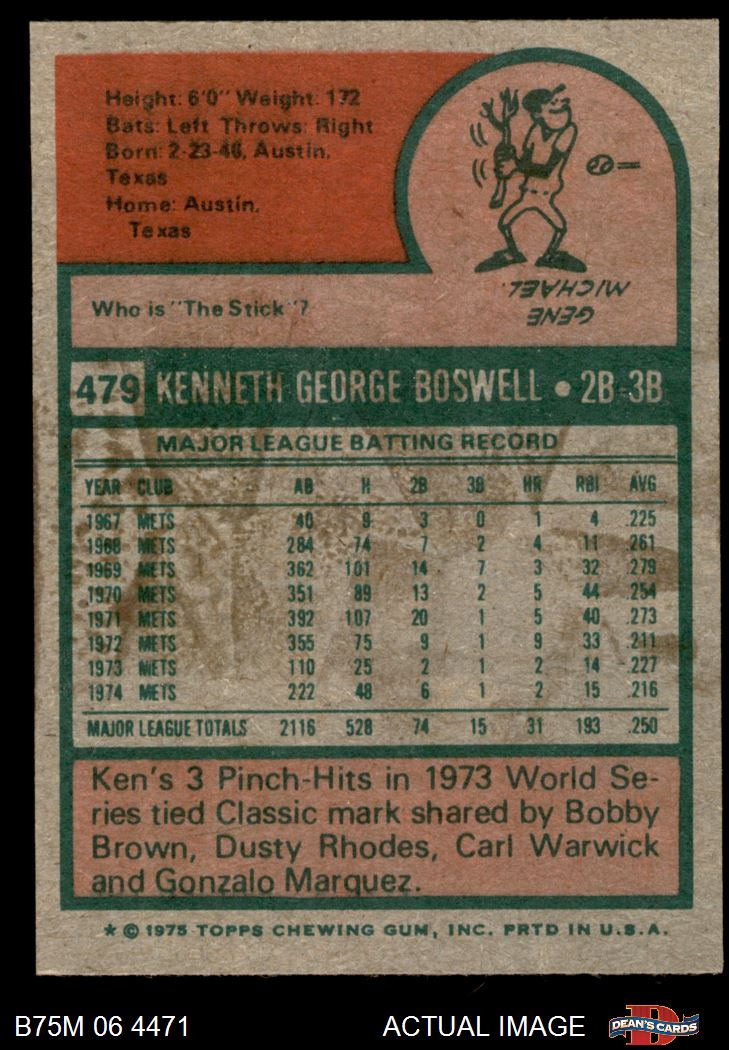 Height: 6'0" Weight: 172
Bats: Left Throws: Right
Born: 2-23-46, Austin,
Texas
Home: Austin,
Texas
Who is "The Stick"?
GENE
MICHAEL.
479 KENNETH GEORGE BOSWELL • 2B-3B
MAJOR LEAGUE BATTING RECORD
YEAR CLUB AB H 2B 3B HR RBI AVG
1967 METS 40 9 3 0 1 4 .225
1968 METS 284 74 7 2 4 11 .261
1969 METS 362 101 14 7 3 32 .279
1970 METS 351 89 13 2 5 44 .254
1971 METS 392 107 20 1 5 40 .273
1972 METS 355 75 9 1 9 33 .211
1973 METS 110 25 2 1 2 14 .227
1974 METS 222 48 6 1 2 15 .216
MAJOR LEAGUE TOTALS 2116 528 74 15 31 193 .250
Ken's 3 Pinch-Hits in 1973 World Se-
ries tied Classic mark shared by Bobby
Brown, Dusty Rhodes, Carl Warwick
and Gonzalo Marquez.
* © 1975 TOPPS CHEWING GUM, INC. PRTD IN U.S.A.
B75M 06 4471 ACTUAL IMAGE DEAN'S CARDS